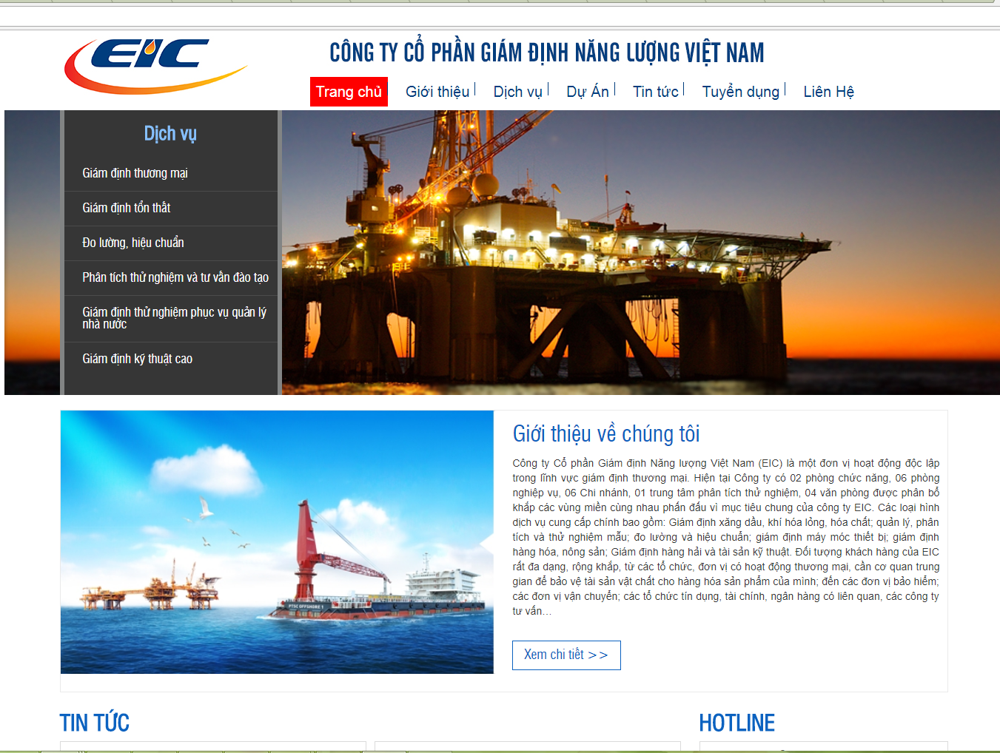 EIC
CÔNG TY CỔ PHẦN GIÁM ĐỊNH NĂNG LƯỢNG VIỆT NAM
Trang chủ Giới thiệu Dịch vụ Dự Án Tin tức Tuyển dụng Liên Hệ
Dịch vụ
Giám định thương mại
Giám định tổn thất
Đo lường, hiệu chuẩn
Phân tích thử nghiệm và tư vấn đào tạo
Giám định thử nghiệm phục vụ quản lý
nhà nước
Giám định kỹ thuật cao
PTSC OFFSHORE 1
Giới thiệu về chúng tôi
Công ty Cổ phần Giám định Năng lượng Việt Nam (EIC) là một đơn vị hoạt động độc lập
trong lĩnh vực giám định thương mại. Hiện tại Công ty có 02 phòng chức năng, 06 phòng
nghiệp vụ, 06 Chi nhánh, 01 trung tâm phân tích thử nghiệm, 04 văn phòng được phân bổ
khắp các vùng miền cùng nhau phấn đấu vì mục tiêu chung của công ty EIC. Các loại hình
dịch vụ cung cấp chính bao gồm: Giám định xăng dầu, khí hóa lỏng, hóa chất; quản lý, phân
tích và thử nghiệm mẫu; đo lường và hiệu chuẩn; giám định máy móc thiết bị; giám định
hàng hóa, nông sản; Giám định hàng hải và tài sản kỹ thuật. Đối tượng khách hàng của EIC
rất đa dạng, rộng khắp, từ các tổ chức, đơn vị có hoạt động thương mại, cần cơ quan trung
gian để bảo vệ tài sản vật chất cho hàng hóa sản phẩm của mình; đến các đơn vị bảo hiểm;
các đơn vị vận chuyển; các tổ chức tín dụng, tài chính, ngân hàng có liên quan, các công ty
tư vấn…
Xem chi tiết >>
TIN TỨC
HOTLINE